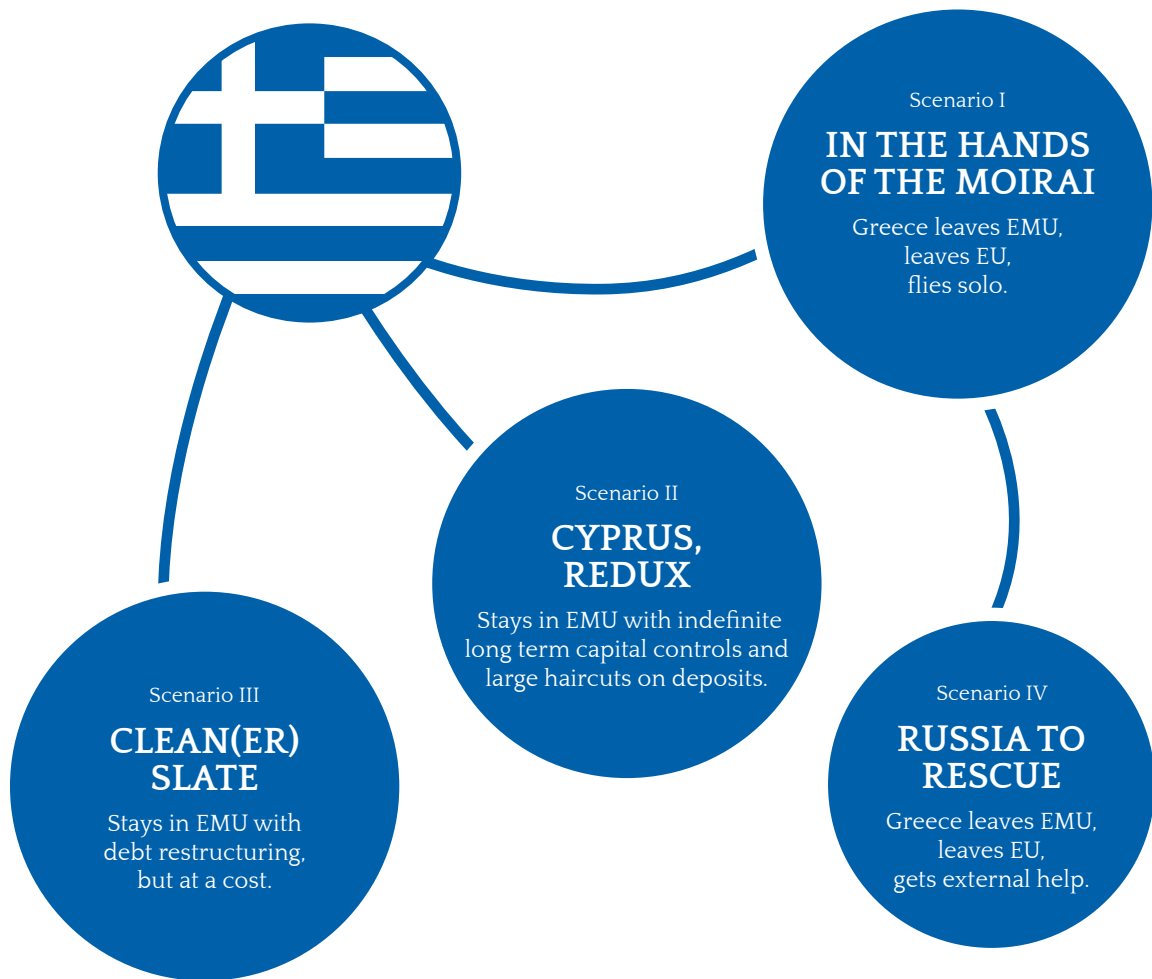 Scenario I
IN THE HANDS
OF THE MOIRAI
Greece leaves EMU,
leaves EU,
flies solo.
Scenario II
CYPRUS,
REDUX
Stays in EMU with indefinite
long term capital controls and
large haircuts on deposits.
Scenario III
CLEAN(ER)
SLATE
Stays in EMU with
debt restructuring,
but at a cost.
Scenario IV
RUSSIA TO
RESCUE
Greece leaves EMU,
leaves EU,
gets external help.